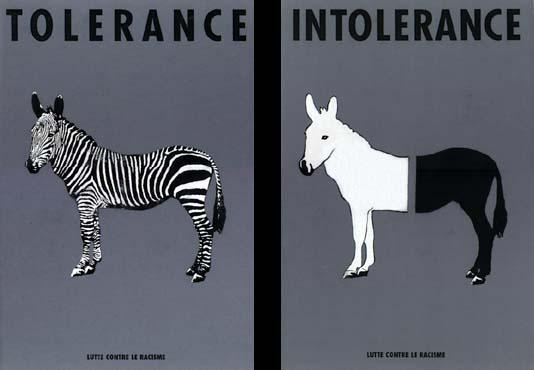 TOLERANCE
LUTTE CONTRE LE RACISME
INTOLERANCE
LUTTE CONTRE LE RACISME